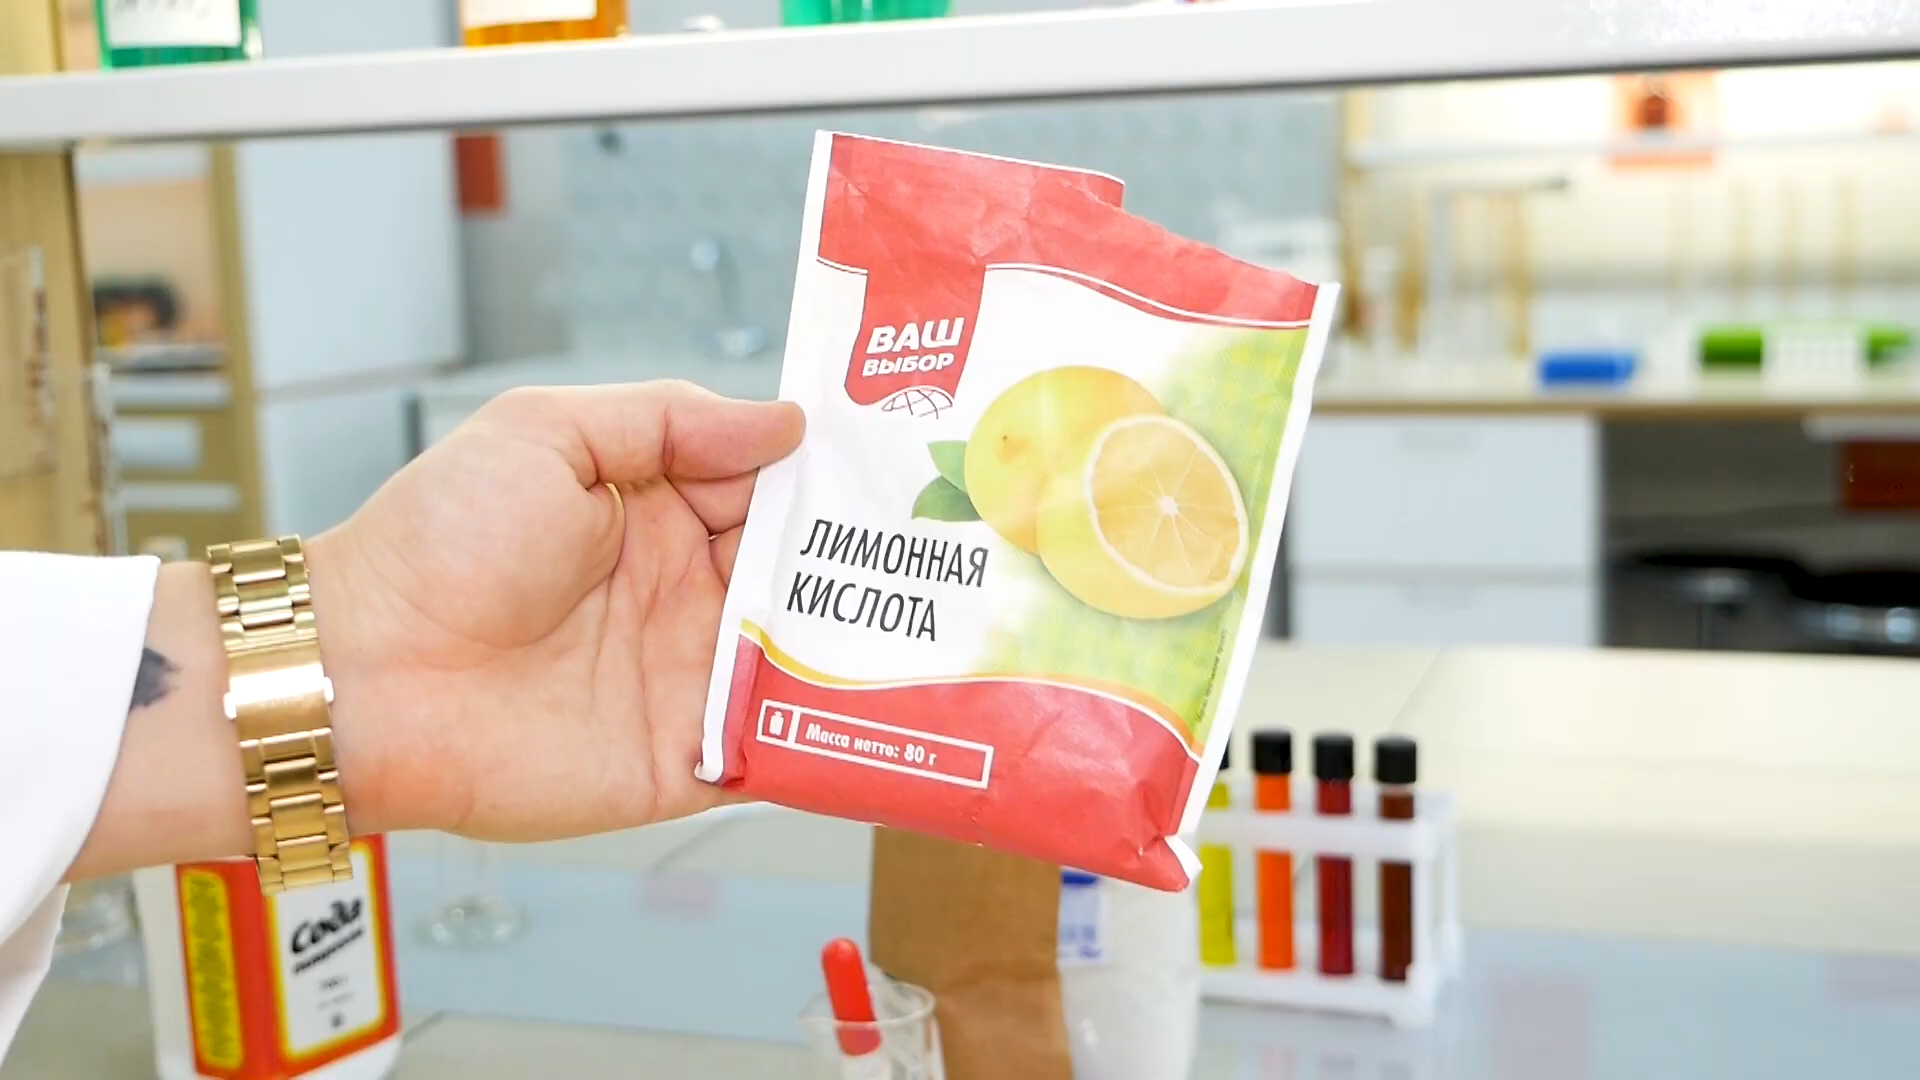 ВАШ
ВЫБОР
ЛИМОННАЯ
КИСЛОТА
Масса нетто: 80 г
Сода